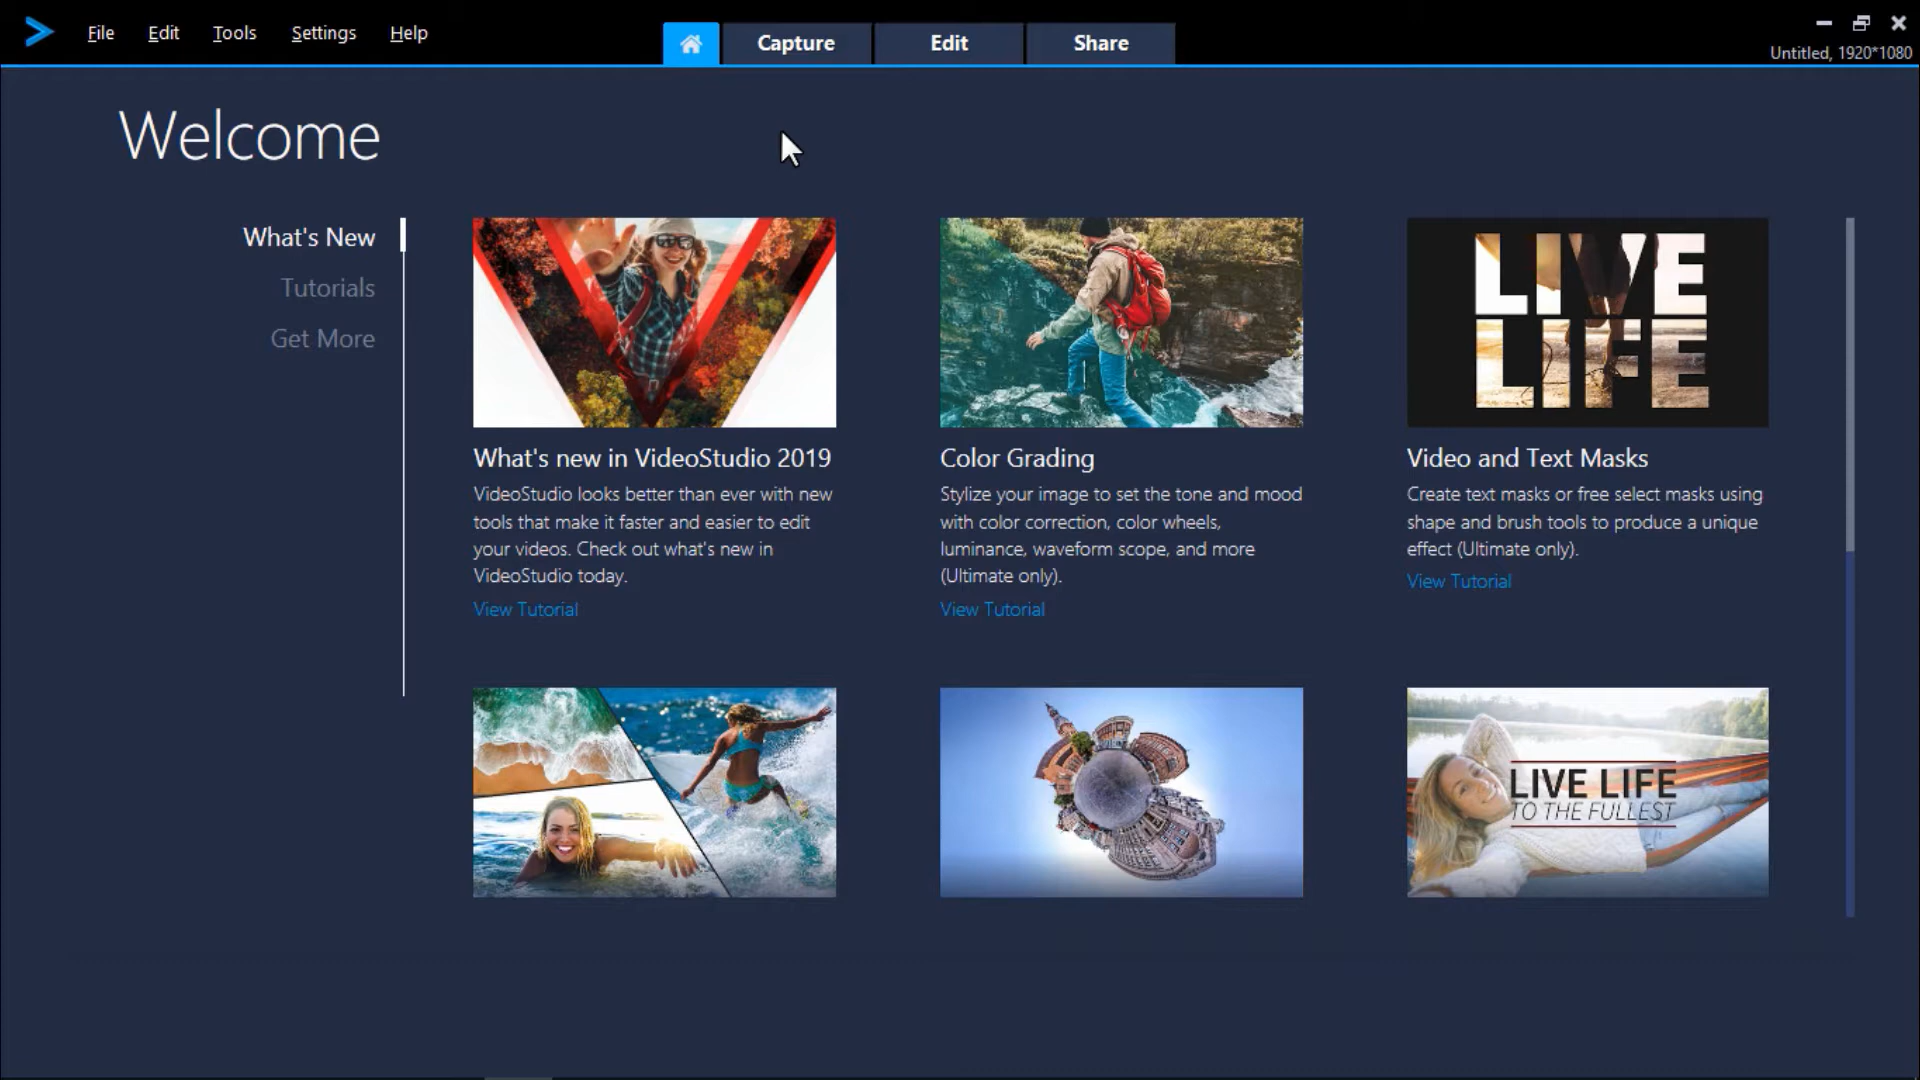 File Edit Tools Settings Help
Capture Edit Share
Untitled, 1920*1080
Welcome
What's New
Tutorials
Get More
What's new in VideoStudio 2019
VideoStudio looks better than ever with new
tools that make it faster and easier to edit
your videos. Check out what's new in
VideoStudio today.
View Tutorial
Color Grading
Stylize your image to set the tone and mood
with color correction, color wheels,
luminance, waveform scope, and more
(Ultimate only).
View Tutorial
LIVE
LIFE
Video and Text Masks
Create text masks or free select masks using
shape and brush tools to produce a unique
effect (Ultimate only).
View Tutorial
LIVE LIFE
TO THE FULLEST